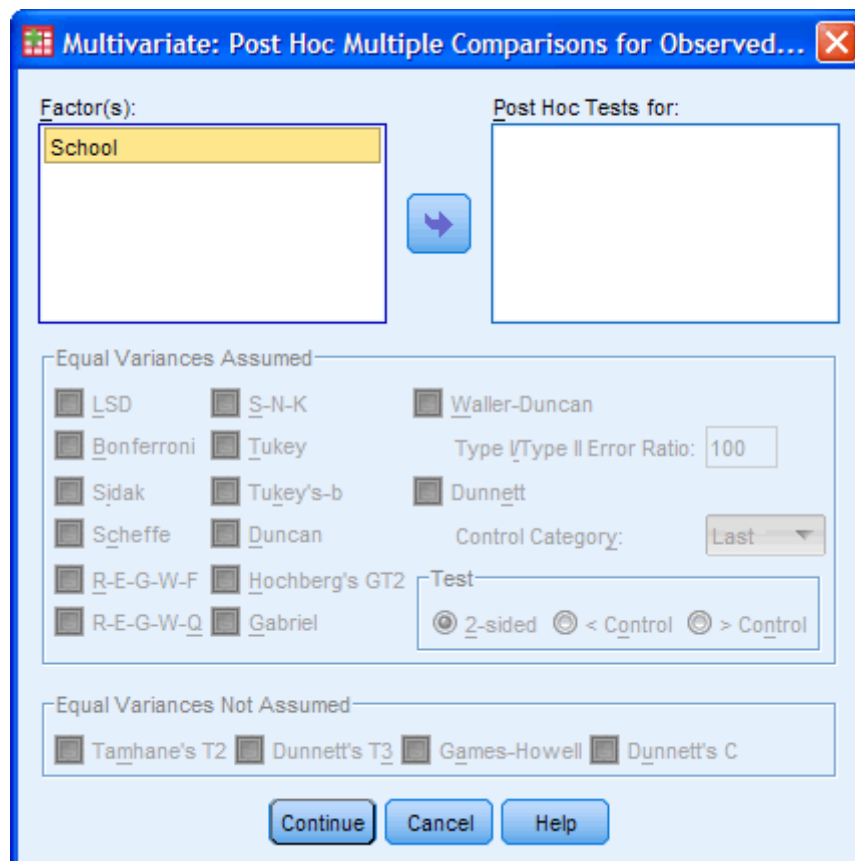 Multivariate: Post Hoc Multiple Comparisons for Observed...
Factor(s):
Post Hoc Tests for:
School
Equal Variances Assumed
LSD
S-N-K
Waller-Duncan
Bonferroni
Tukey
Type I/Type II Error Ratio: 100
Sidak
Tukey's-b
Dunnett
Scheffe
Duncan
Control Category: Last
R-E-G-W-F
Hochberg's GT2
Test
R-E-G-W-Q
Gabriel
2-sided
< Control
> Control
Equal Variances Not Assumed
Tamhane's T2
Dunnett's T3
Games-Howell
Dunnett's C
Continue
Cancel
Help